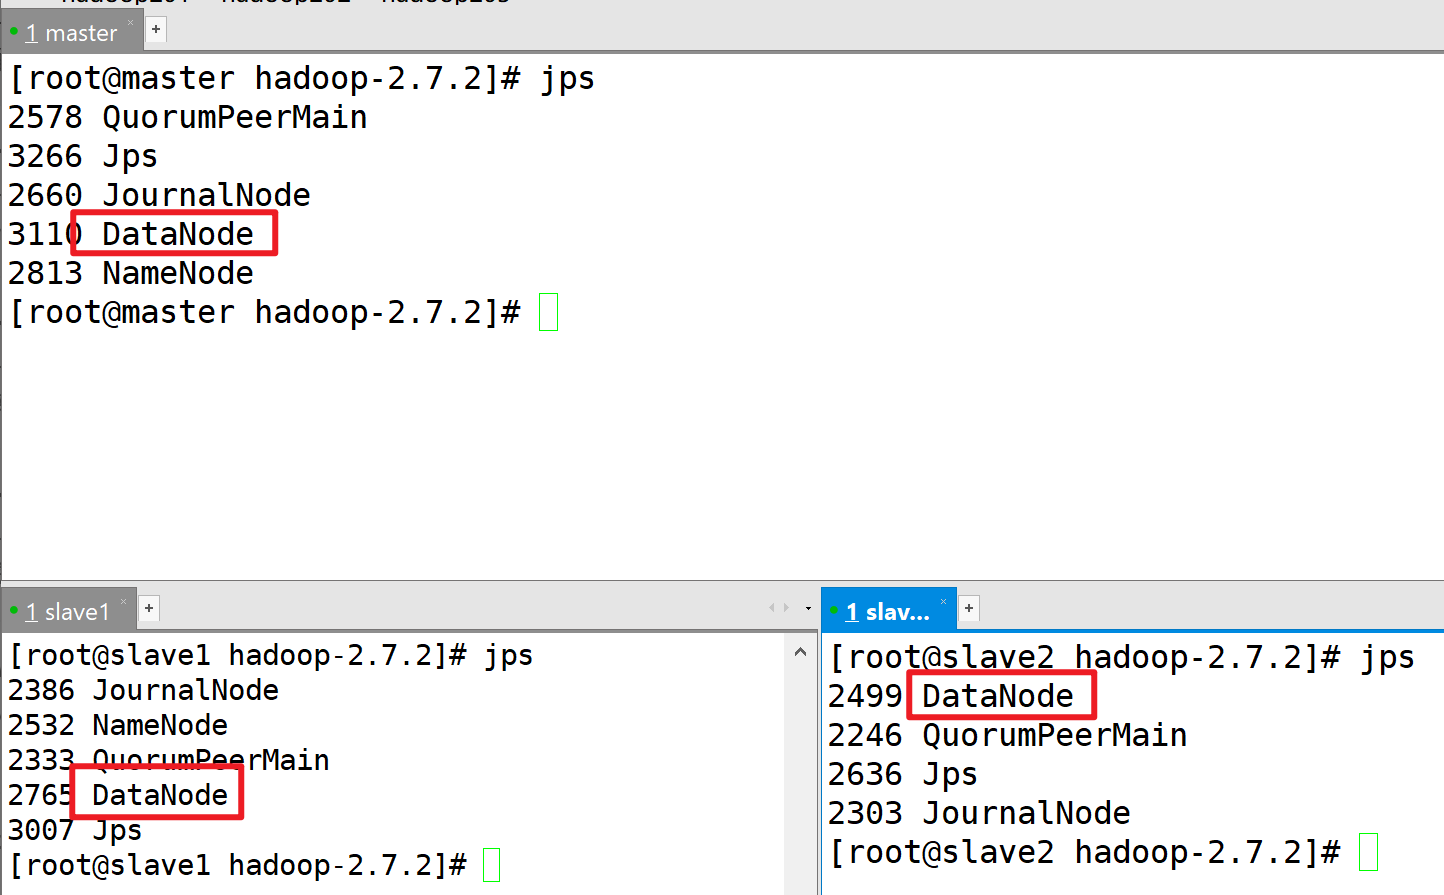 1 master × +
[root@master hadoop-2.7.2]# jps
2578 QuorumPeerMain
3266 Jps
2660 JournalNode
3110 DataNode
2813 NameNode
[root@master hadoop-2.7.2]#
1 slave1 × +
[root@slave1 hadoop-2.7.2]# jps
2386 JournalNode
2532 NameNode
2333 QuorumPeerMain
2765 DataNode
3007 Jps
[root@slave1 hadoop-2.7.2]#
1 slav... × +
[root@slave2 hadoop-2.7.2]# jps
2499 DataNode
2246 QuorumPeerMain
2636 Jps
2303 JournalNode
[root@slave2 hadoop-2.7.2]#